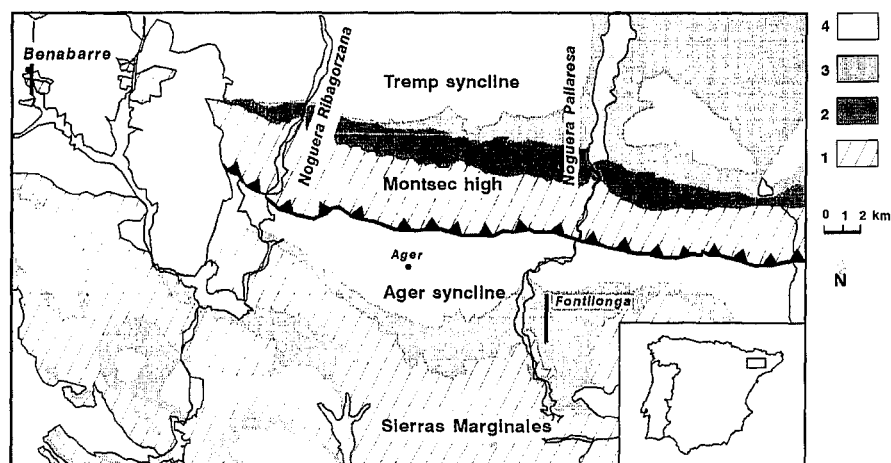 Benabarre
Noguera Ribagorzana
Tremp syncline
Noguera Pallaresa
Montsec high
Ager
Ager syncline
Fontllonga
Sierras Marginales
4
3
2
1
0 1 2 km
N